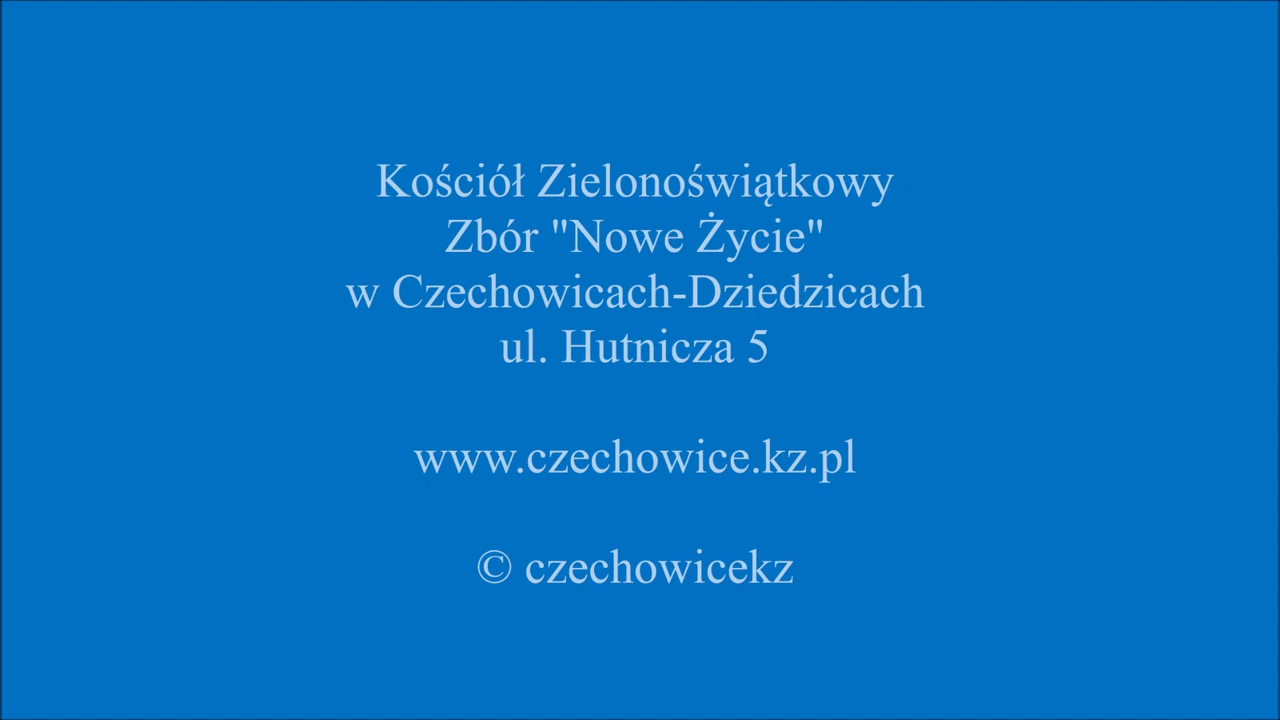 Kościół Zielonoświątkowy
Zbór "Nowe Życie"
w Czechowicach-Dziedzicach
ul. Hutnicza 5
www.czechowice.kz.pl
© czechowicekz